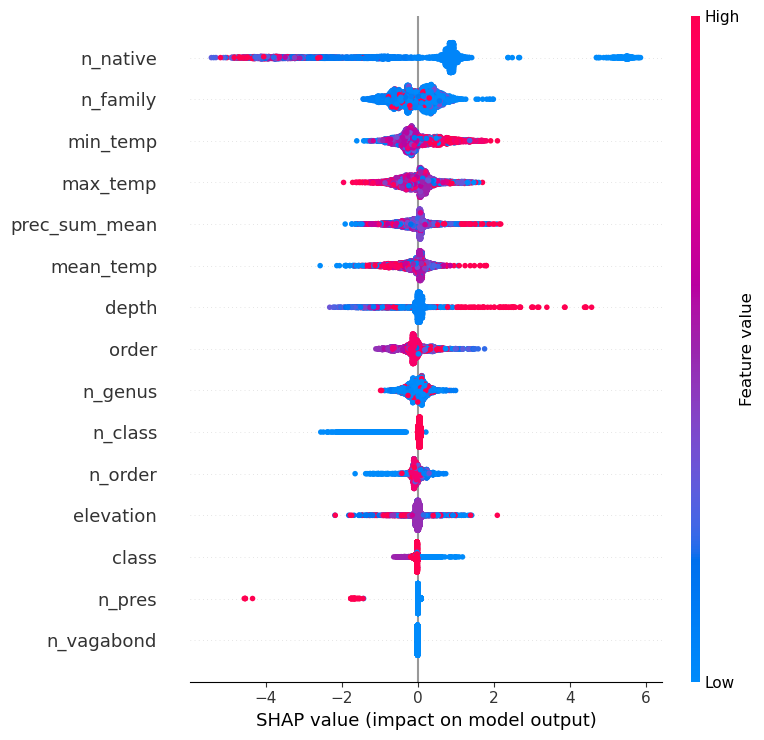 High
n_native
n_family
min_temp
max_temp
prec_sum_mean
mean_temp
depth
order
n_genus
n_class
n_order
elevation
class
n_pres
n_vagabond
Feature value
Low
−4 −2 0 2 4 6
SHAP value (impact on model output)